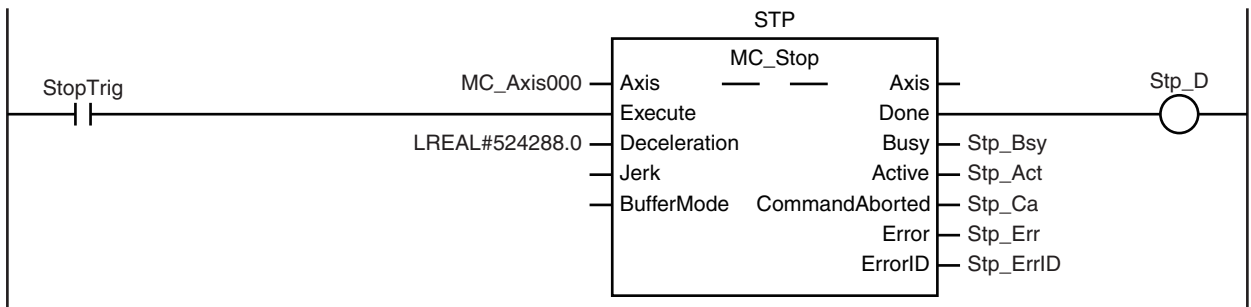 STP
MC_Stop
StopTrig
MC_Axis000 Axis Axis Stp_D
Execute Done
LREAL#524288.0 Deceleration Busy Stp_Bsy
Jerk Active Stp_Act
BufferMode CommandAborted Stp_Ca
Error Stp_Err
ErrorID Stp_ErrID